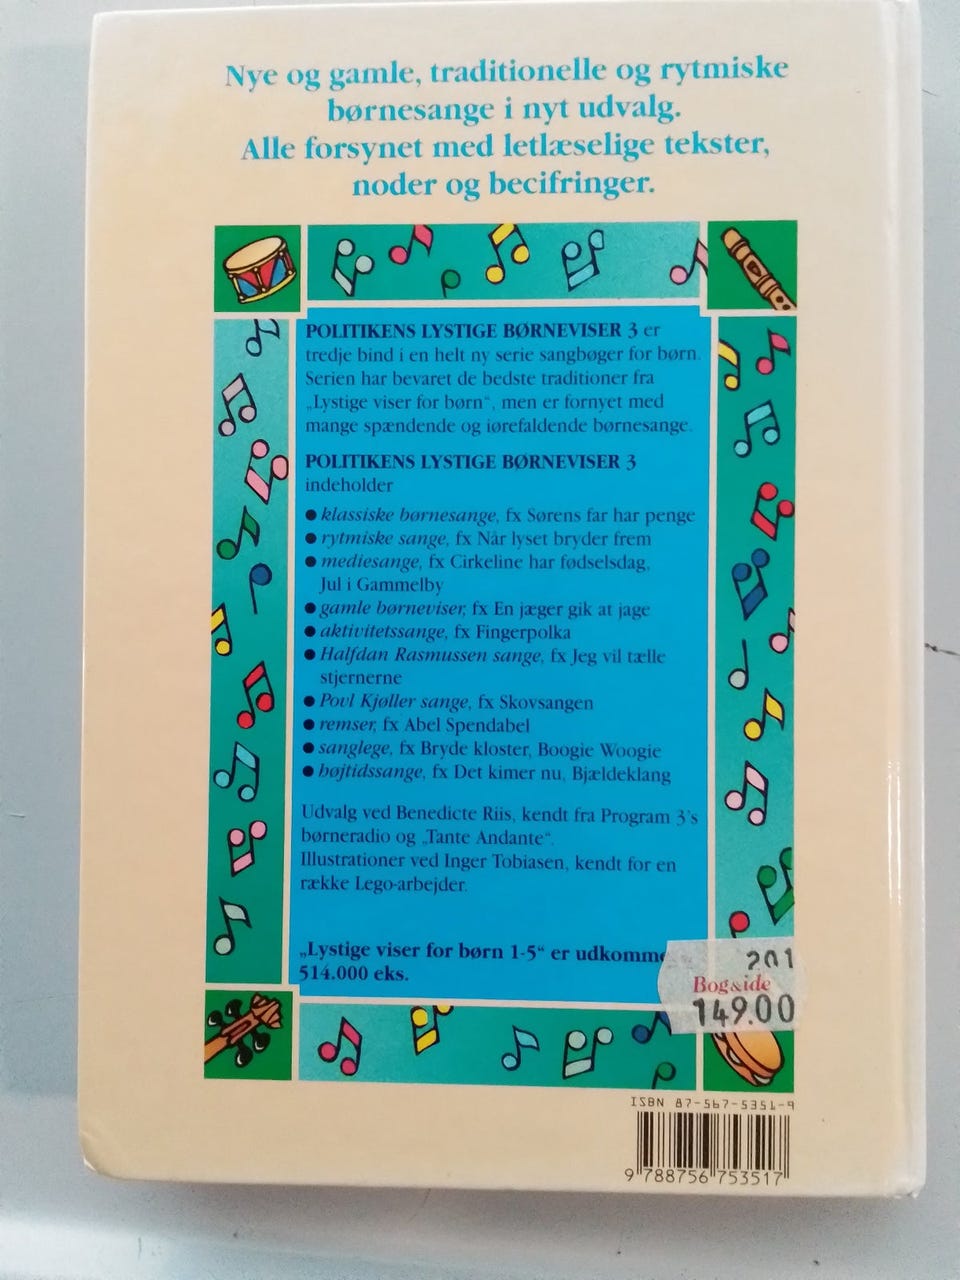 Nye og gamle, traditionelle og rytmiske
børnesange i nyt udvalg.
Alle forsynet med letlæselige tekster,
noder og becifringer.
POLITIKENS LYSTIGE BØRNEVISER 3 er
tredje bind i en helt ny serie sangbøger for børn.
Serien har bevaret de bedste traditioner fra
„Lystige viser for børn“, men er fornyet med
mange spændende og iørefaldende børnesange.
POLITIKENS LYSTIGE BØRNEVISER 3
indeholder
● klassiske børnesange, fx Sørens far har penge
● rytmiske sange, fx Når lyset bryder frem
● mediesange, fx Cirkeline har fødselsdag,
Jul i Gammelby
● gamle børneviser, fx En jæger gik at jage
● aktivitetssange, fx Fingerpolka
● Halfdan Rasmussen sange, fx Jeg vil tælle
stjernerne
● Povl Kjøller sange, fx Skovsangen
● remser, fx Abel Spendabel
● sanglege, fx Bryde kloster, Boogie Woogie
● højtidssange, fx Det kimer nu, Bjældeklang
Udvalg ved Benedicte Riis, kendt fra Program 3's
børneradio og „Tante Andante“.
Illustrationer ved Inger Tobiasen, kendt for en
række Lego-arbejder.
„Lystige viser for børn 1-5“ er udkomme
514.000 eks.
201
Bog&ide
149.00
ISBN 87-567-5351-9
9 788756 753517